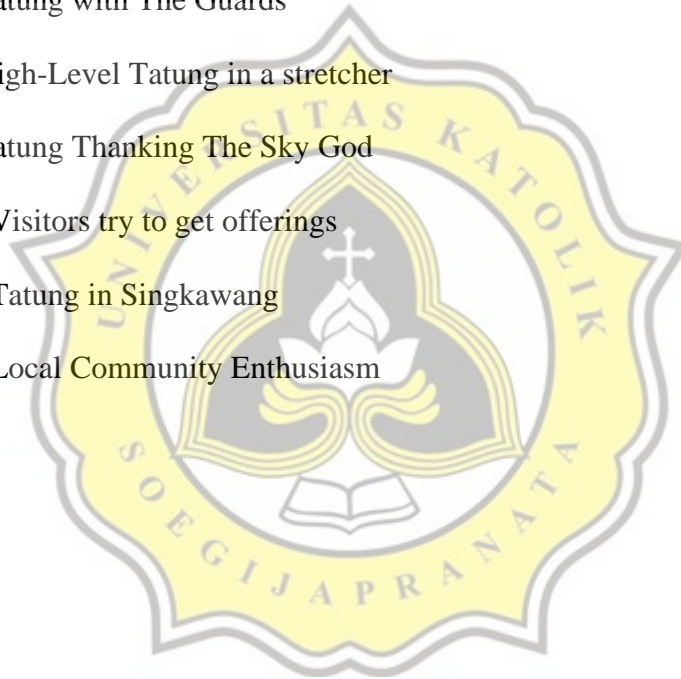 atung with The Guards
igh-Level Tatung in a stretcher
atung Thanking The Sky God
Visitors try to get offerings
Tatung in Singkawang
Local Community Enthusiasm
UNIVERSITAS KATOLIK
SOEGIJAPRANATA